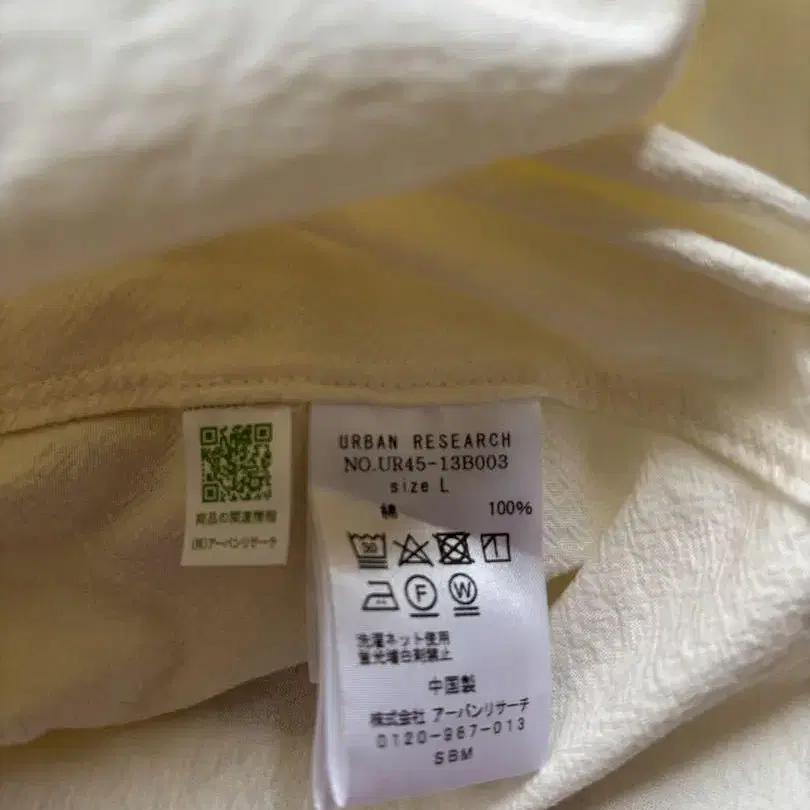 商品の関連情報
(株)アーバンリサーチ
URBAN RESEARCH
NO.UR45-13B003
size L
綿 100%
30
F W
洗濯ネット使用
蛍光増白剤禁止
中国製
株式会社 アーバンリサーチ
0120-967-013
SBM